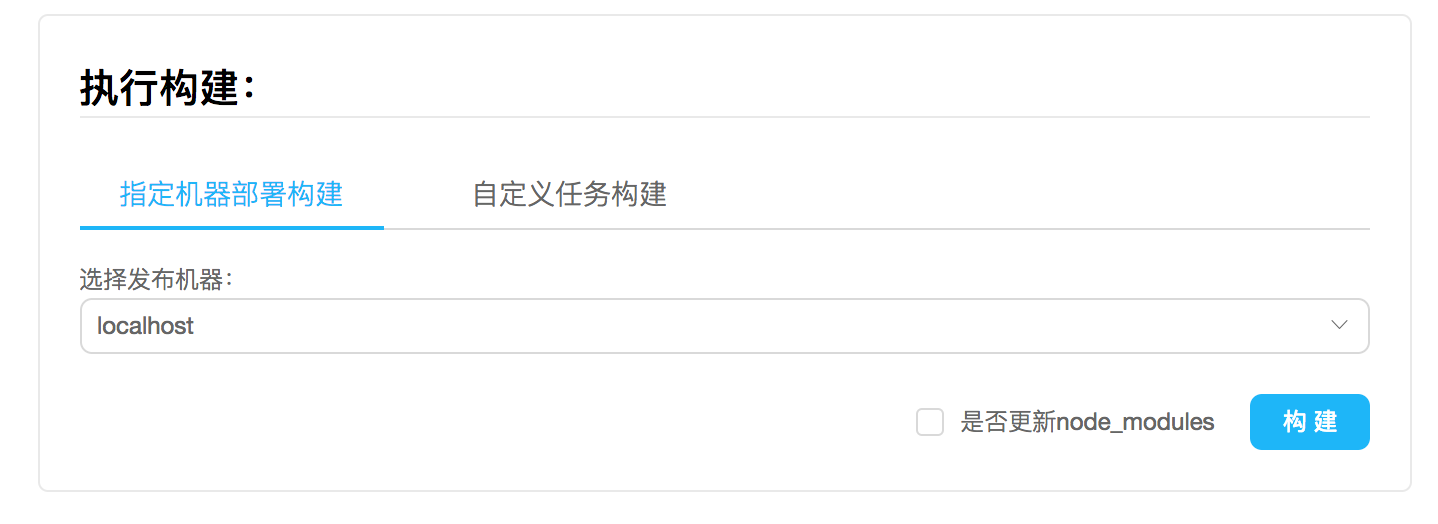 执行构建：
指定机器部署构建 自定义任务构建
选择发布机器：
localhost
是否更新node_modules 构 建